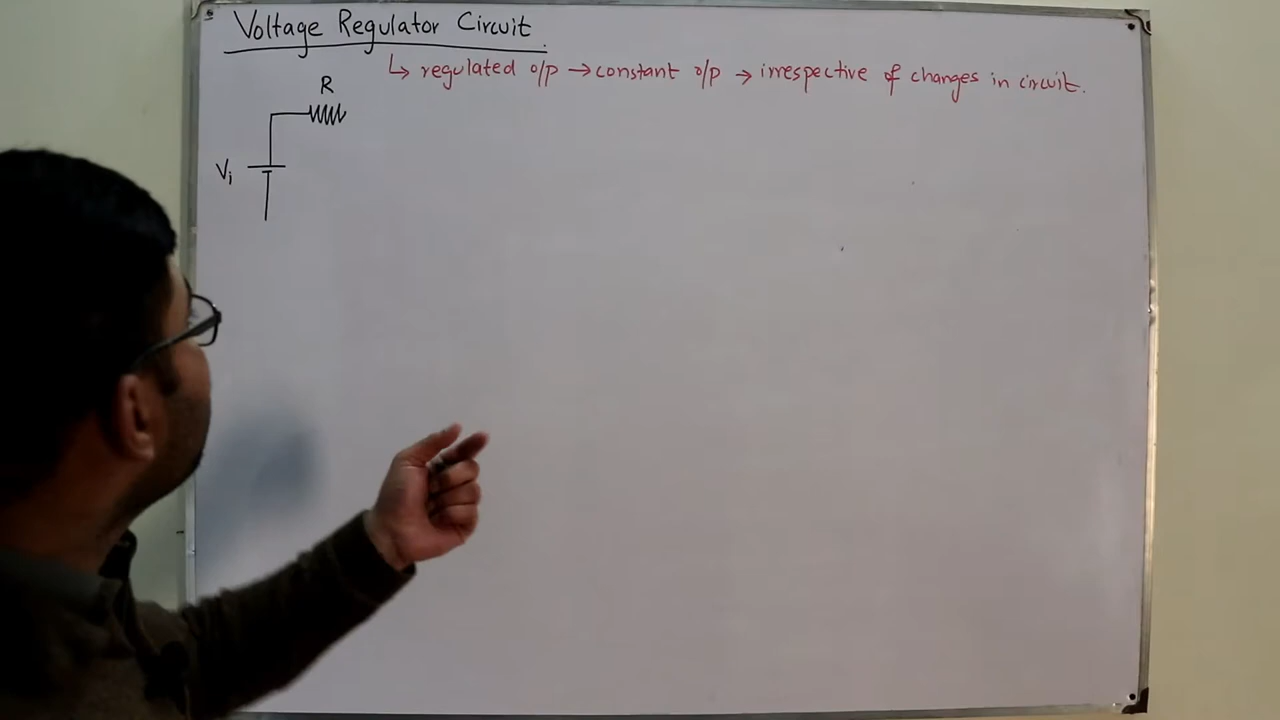 Voltage Regulator Circuit
↳ regulated o/p → constant o/p → irrespective of changes in circuit.
R
Vi